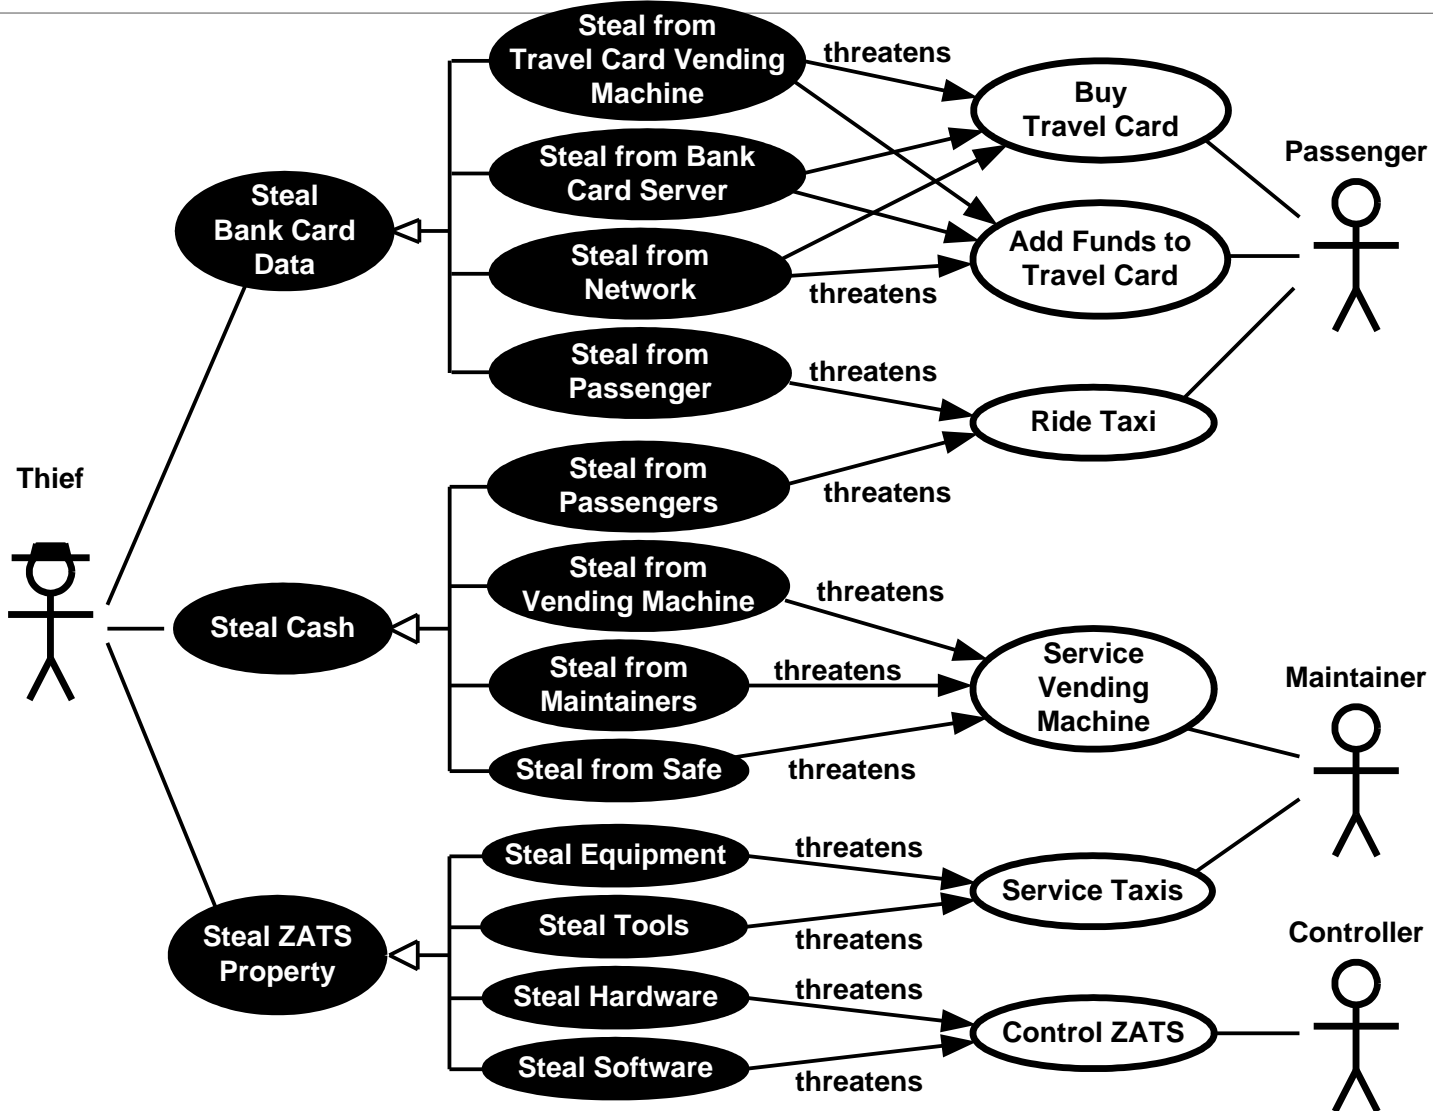 Steal from
Travel Card Vending
Machine
threatens
Buy
Travel Card
Passenger
Steal from Bank
Card Server
Steal
Bank Card
Data
Add Funds to
Travel Card
Steal from
Network
threatens
Steal from
Passenger
threatens
Ride Taxi
Thief
Steal from
Passengers
threatens
Steal from
Vending Machine
threatens
Steal Cash
Service
Vending
Machine
Steal from
Maintainers
threatens
Maintainer
Steal from Safe
threatens
Steal Equipment
threatens
Service Taxis
Steal Tools
threatens
Controller
Steal ZATS
Property
Steal Hardware
threatens
Control ZATS
Steal Software
threatens